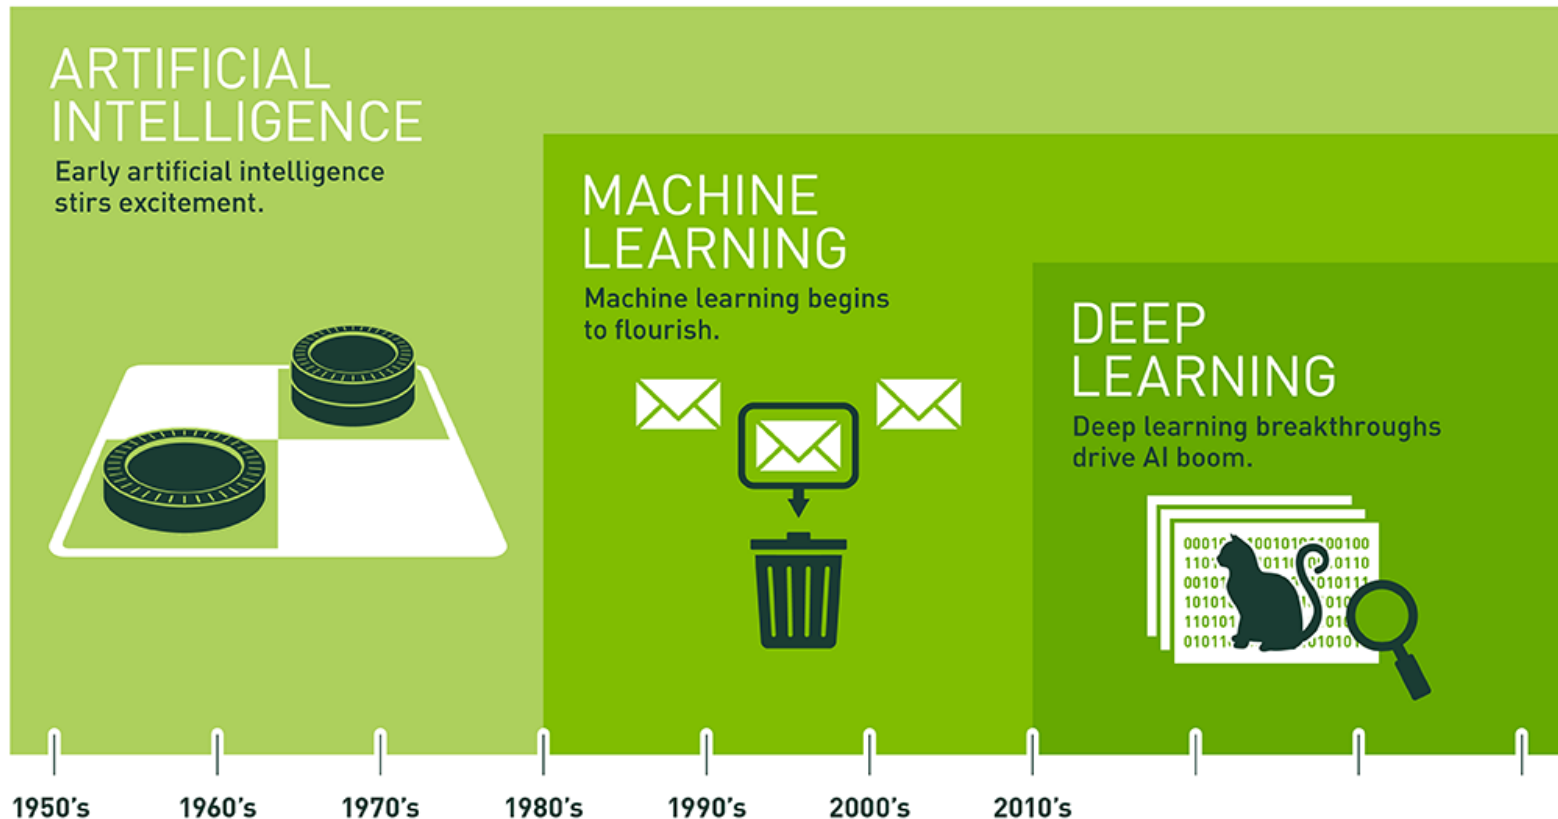 ARTIFICIAL
INTELLIGENCE
Early artificial intelligence
stirs excitement.
MACHINE
LEARNING
Machine learning begins
to flourish.
DEEP
LEARNING
Deep learning breakthroughs
drive AI boom.
1950's 1960's 1970's 1980's 1990's 2000's 2010's